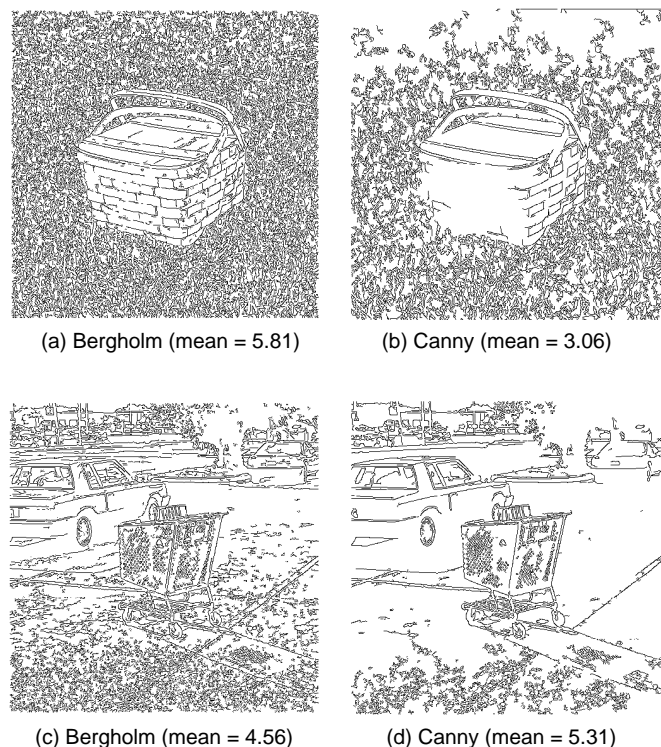 (a) Bergholm (mean = 5.81)
(b) Canny (mean = 3.06)
(c) Bergholm (mean = 4.56)
(d) Canny (mean = 5.31)